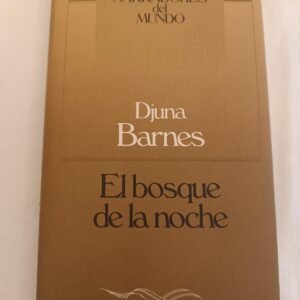 NARRADORES
del
MUNDO
Djuna
Barnes
El bosque
de la noche